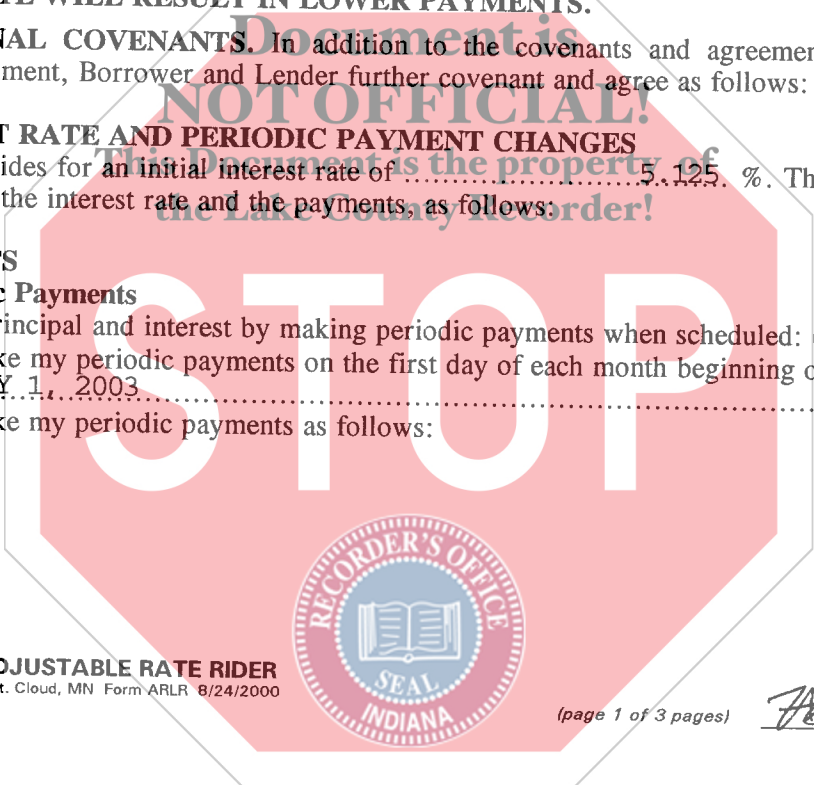 TE WILL RESULT IN LOWER PAYMENTS.
NAL COVENANTS. In addition to the covenants and agreemen
ment, Borrower and Lender further covenant and agree as follows:
Document is
NOT OFFICIAL!
This Document is the property of
the Lake County Recorder!
T RATE AND PERIODIC PAYMENT CHANGES
ides for an initial interest rate of ........................ 5.125. %. Th
the interest rate and the payments, as follows:
TS
c Payments
rincipal and interest by making periodic payments when scheduled:
ke my periodic payments on the first day of each month beginning o
Y 1, 2003
ke my periodic payments as follows:
STOP
RECORDER'S OFFICE
SEAL
INDIANA
DJUSTABLE RATE RIDER
t. Cloud, MN Form ARLR 8/24/2000
(page 1 of 3 pages)